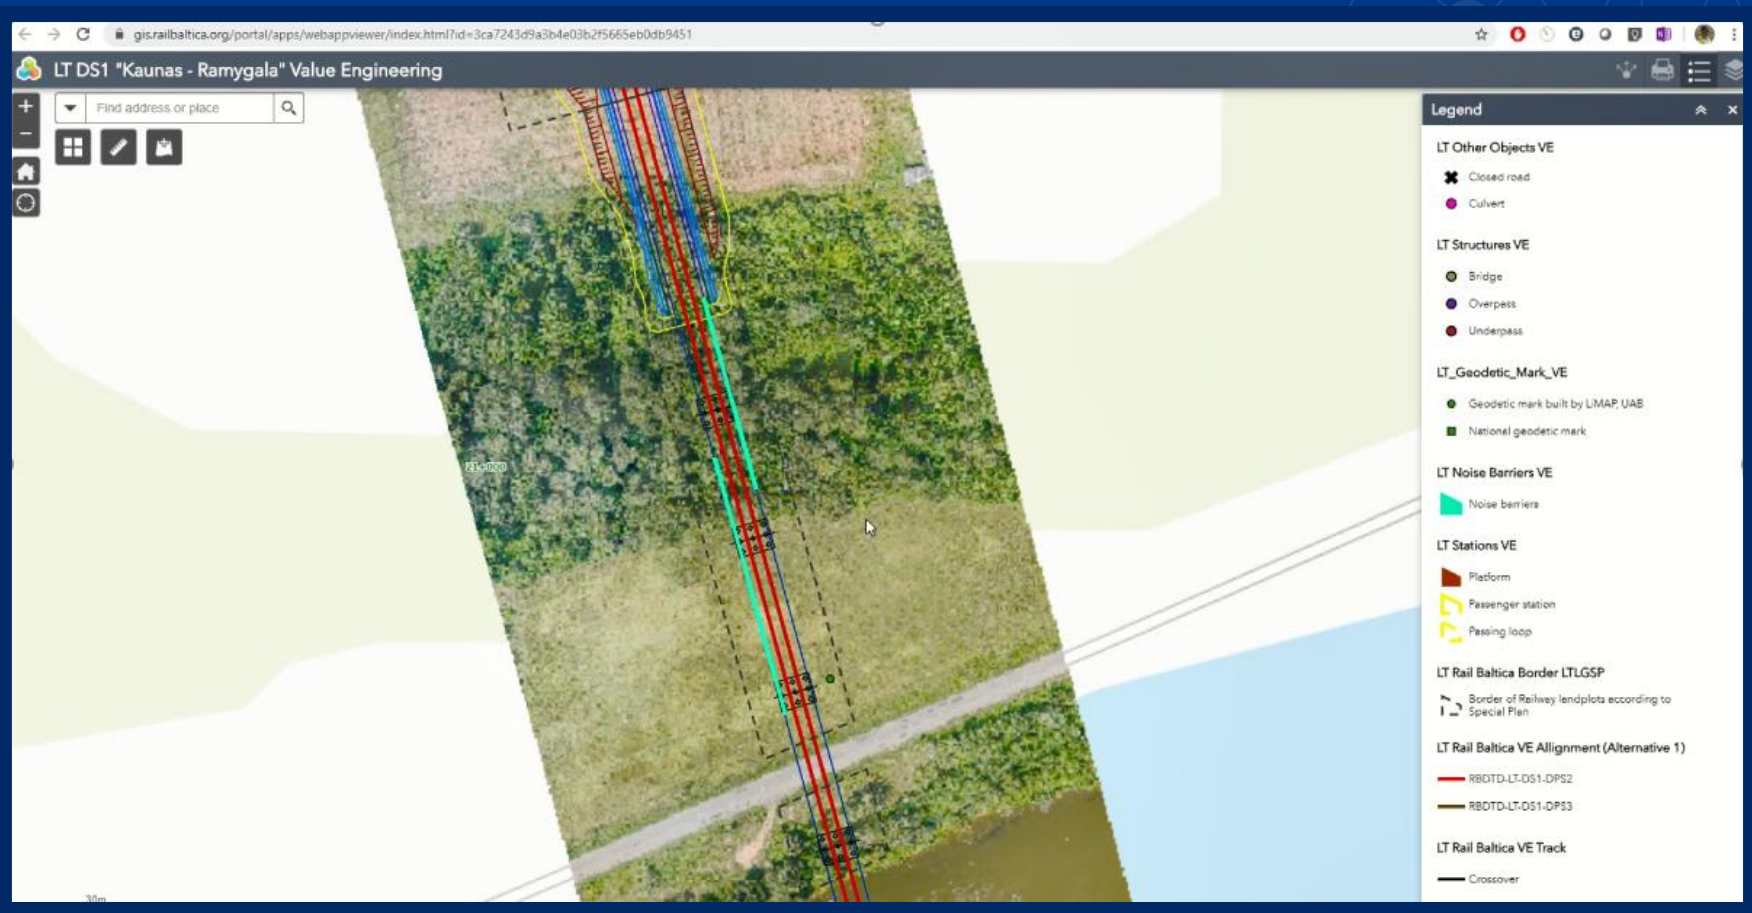 gis.railbaltica.org/portal/apps/webappviewer/index.html?id=3ca7243d9a3b4e03b2f5665eb0db9451
LT DS1 "Kaunas - Ramygala" Value Engineering
Find address or place
Legend
LT Other Objects VE
Closed road
Culvert
LT Structures VE
Bridge
Overpass
Underpass
LT_Geodetic_Mark_VE
Geodetic mark built by LiMAP, UAB
National geodetic mark
LT Noise Barriers VE
Noise barriers
LT Stations VE
Platform
Passenger station
Passing loop
LT Rail Baltica Border LTLGSP
Border of Railway landplots according to
Special Plan
LT Rail Baltica VE Allignment (Alternative 1)
RBDTD-LT-DS1-DPS2
RBDTD-LT-DS1-DPS3
LT Rail Baltica VE Track
Crossover
21+000
30m